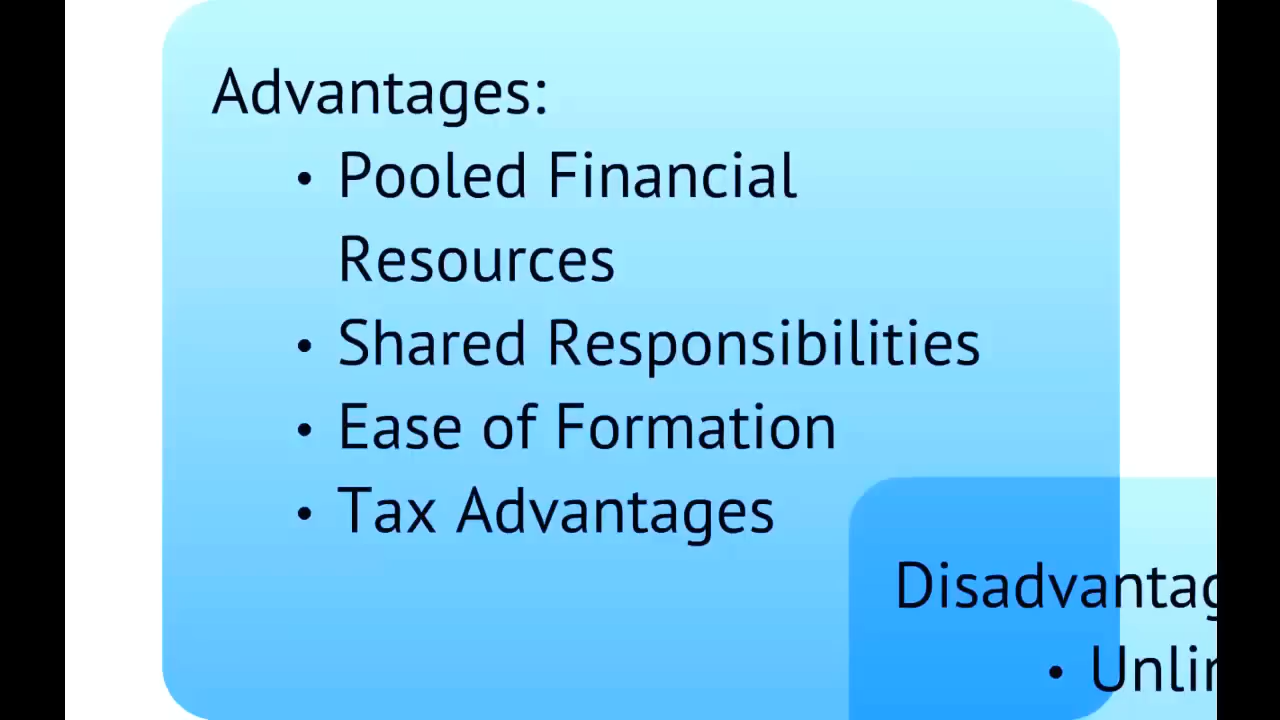 Advantages:
• Pooled Financial
Resources
• Shared Responsibilities
• Ease of Formation
• Tax Advantages